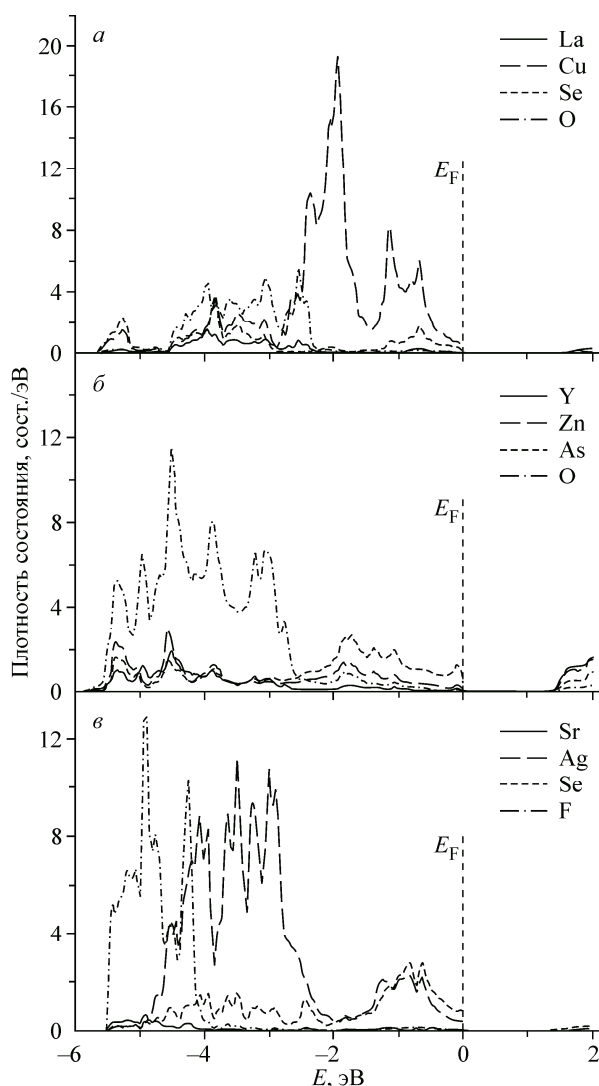 а
La
Cu
Se
O
E_F
20
16
12
8
4
0
б
Y
Zn
As
O
E_F
12
8
4
0
в
Sr
Ag
Se
F
E_F
12
8
4
0
Плотность состояния, сост./эВ
–6 –4 –2 0 2
E, эВ